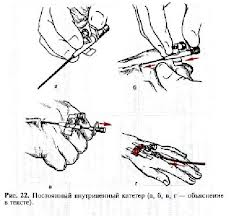 а
б
в
г
Рис. 22. Постоянный внутривенный катетер (а, б, в, г — объяснение
в тексте).